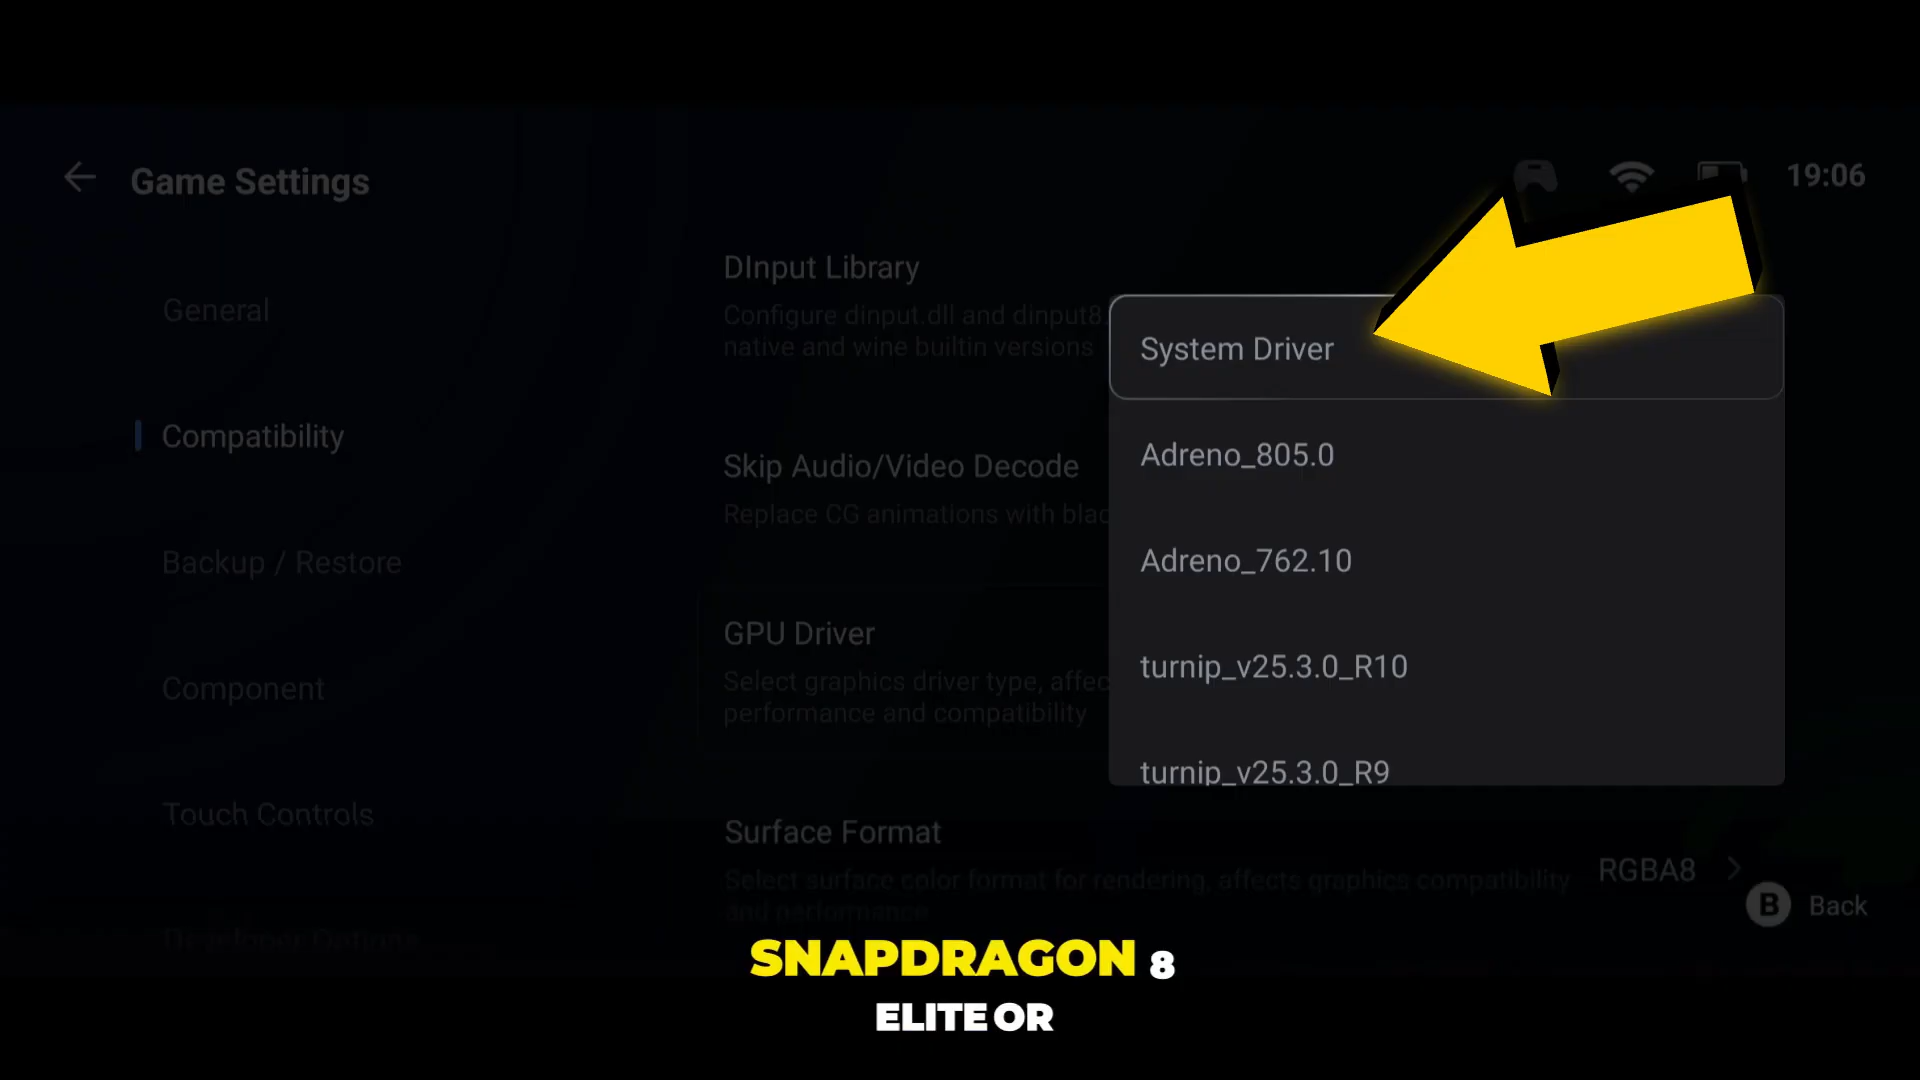 Game Settings
19:06
General
Compatibility
Backup / Restore
Component
Touch Controls
Developer Options
DInput Library
Configure dinput.dll and dinput8.
native and wine builtin versions
Skip Audio/Video Decode
Replace CG animations with blac
GPU Driver
Select graphics driver type, affec
performance and compatibility
Surface Format
Select surface color format for rendering, affects graphics compatibility
and performance
RGBA8
System Driver
Adreno_805.0
Adreno_762.10
turnip_v25.3.0_R10
turnip_v25.3.0_R9
B Back
SNAPDRAGON 8
ELITE OR